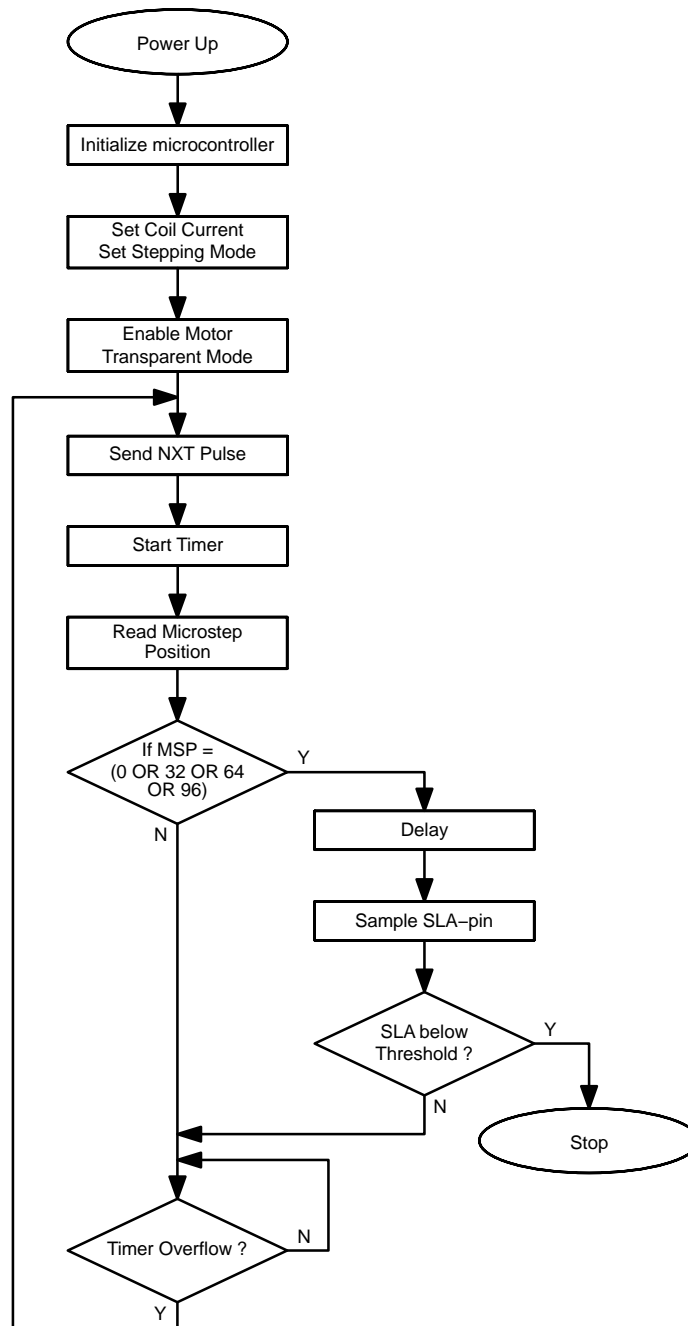 Power Up
Initialize microcontroller
Set Coil Current
Set Stepping Mode
Enable Motor
Transparent Mode
Send NXT Pulse
Start Timer
Read Microstep
Position
If MSP =
(0 OR 32 OR 64
OR 96)
Y
N
Delay
Sample SLA−pin
SLA below
Threshold ?
Y
N
Stop
Timer Overflow ?
N
Y